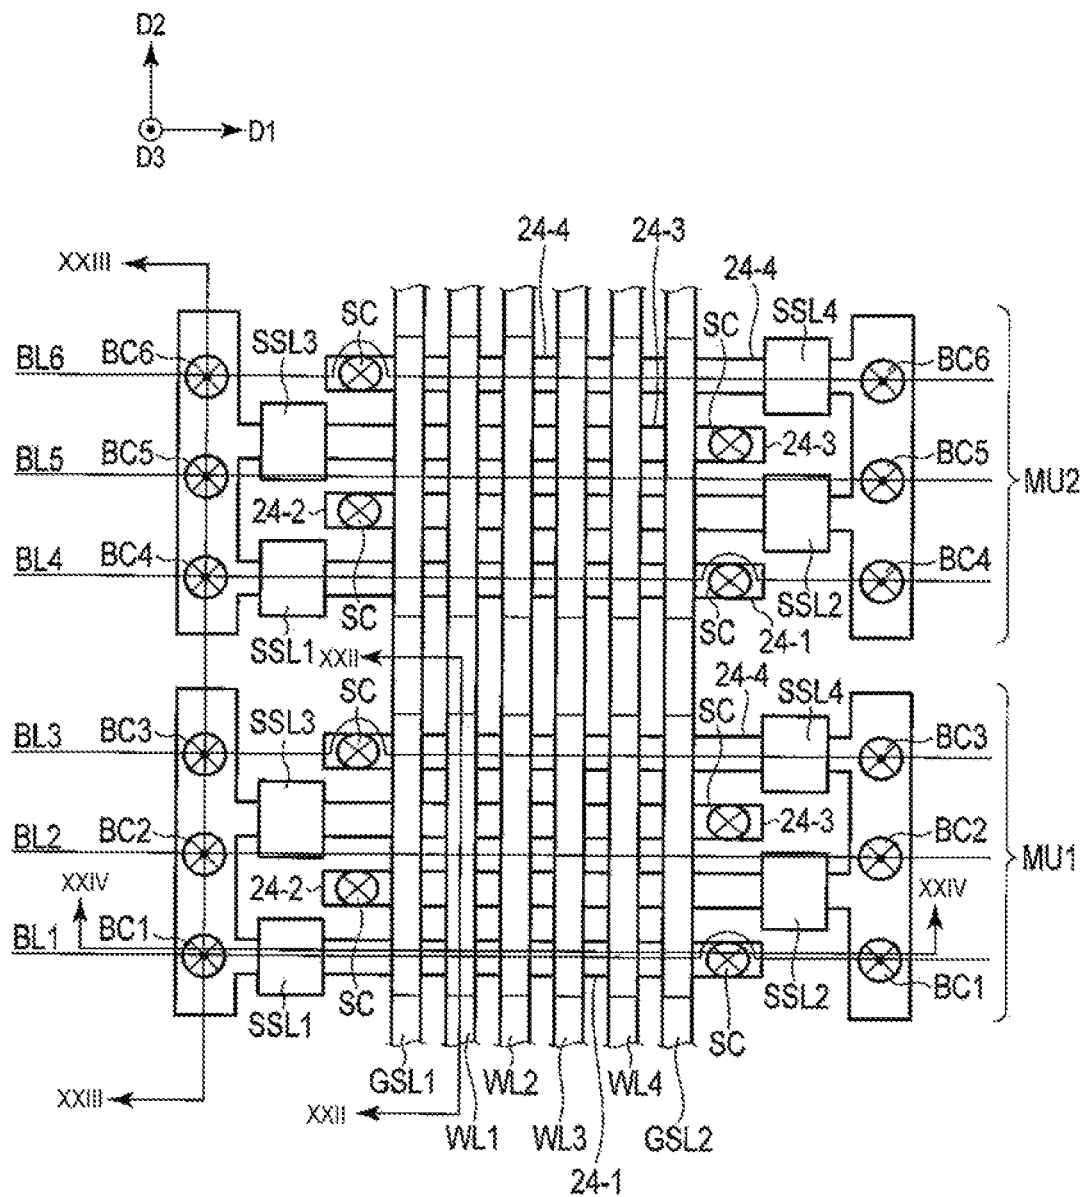 D2
D1
D3
24-4 24-3
XXIII 24-4
SC SC SSL4
BL6 BC6 SSL3 BC6
BL5 BC5 24-3 BC5
24-2 MU2
BL4 BC4 BC4
SC SSL2
SSL1 SC 24-1
XXII 24-4
SC SC SSL4
BL3 BC3 SSL3 BC3
BL2 BC2 24-3 BC2
MU1
XXIV 24-2 XXIV
BL1 BC1
SC SSL2 BC1
SSL1 SC
GSL1 WL2 WL4
XXIII XXII
WL1 WL3 GSL2
24-1